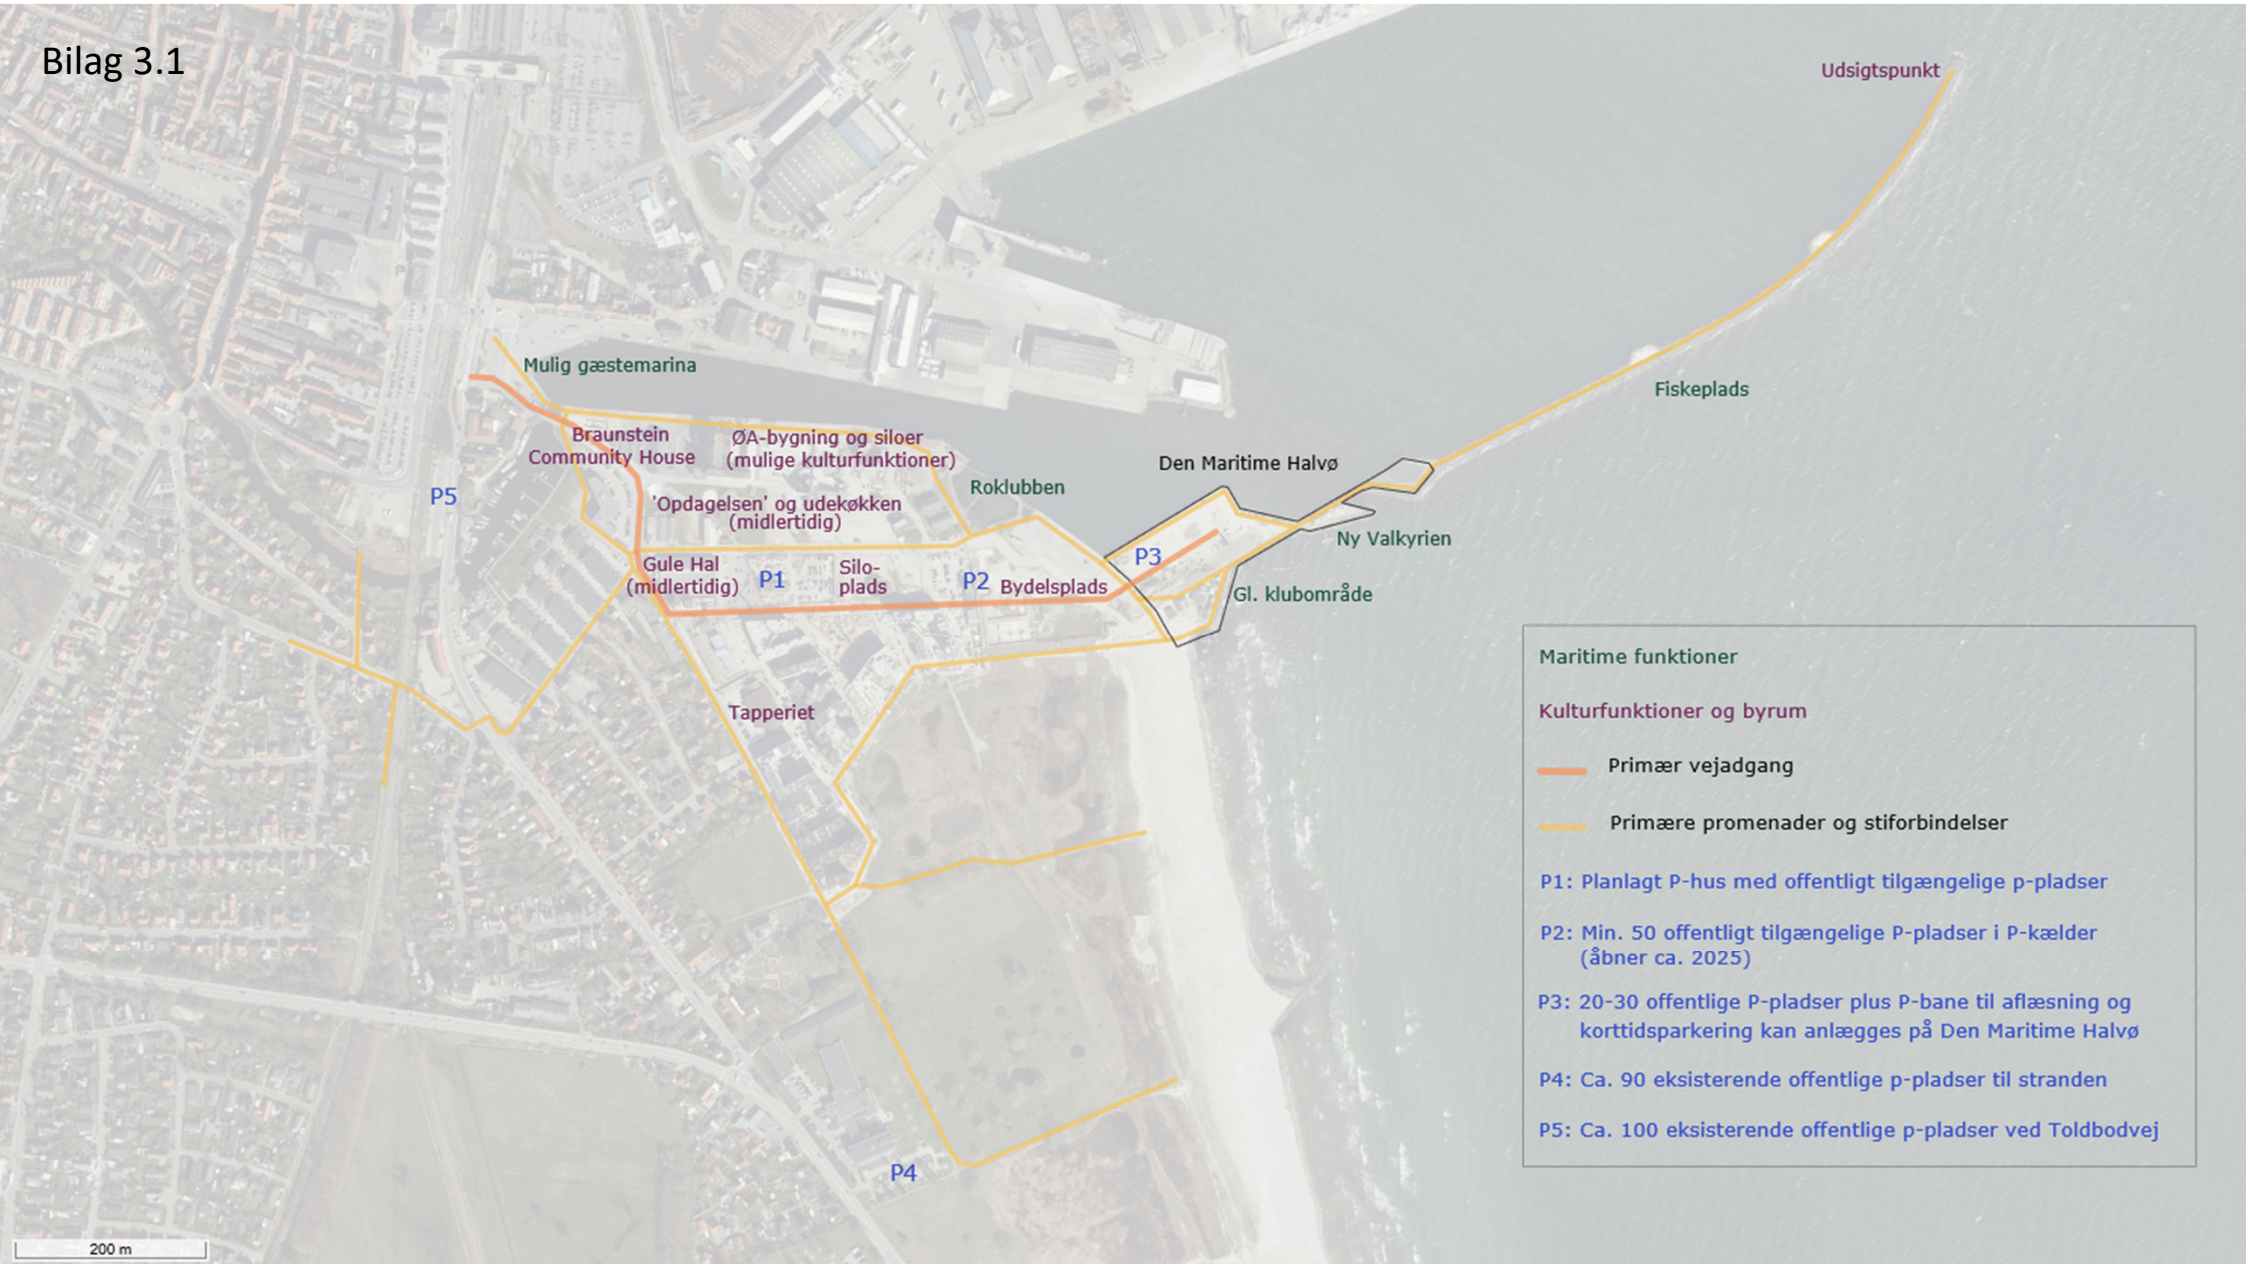 Bilag 3.1
Udsigtspunkt
Mulig gæstemarina
Fiskeplads
Braunstein
Community House
ØA-bygning og siloer
(mulige kulturfunktioner)
Den Maritime Halvø
P5
Roklubben
'Opdagelsen' og udekøkken
(midlertidig)
Ny Valkyrien
P3
Gule Hal
(midlertidig)
P1
Silo-
plads
P2
Bydelsplads
Gl. klubområde
Tapperiet
P4
200 m
Maritime funktioner
Kulturfunktioner og byrum
Primær vejadgang
Primære promenader og stiforbindelser
P1: Planlagt P-hus med offentligt tilgængelige p-pladser
P2: Min. 50 offentligt tilgængelige P-pladser i P-kælder
(åbner ca. 2025)
P3: 20-30 offentlige P-pladser plus P-bane til aflæsning og
korttidsparkering kan anlægges på Den Maritime Halvø
P4: Ca. 90 eksisterende offentlige p-pladser til stranden
P5: Ca. 100 eksisterende offentlige p-pladser ved Toldbodvej